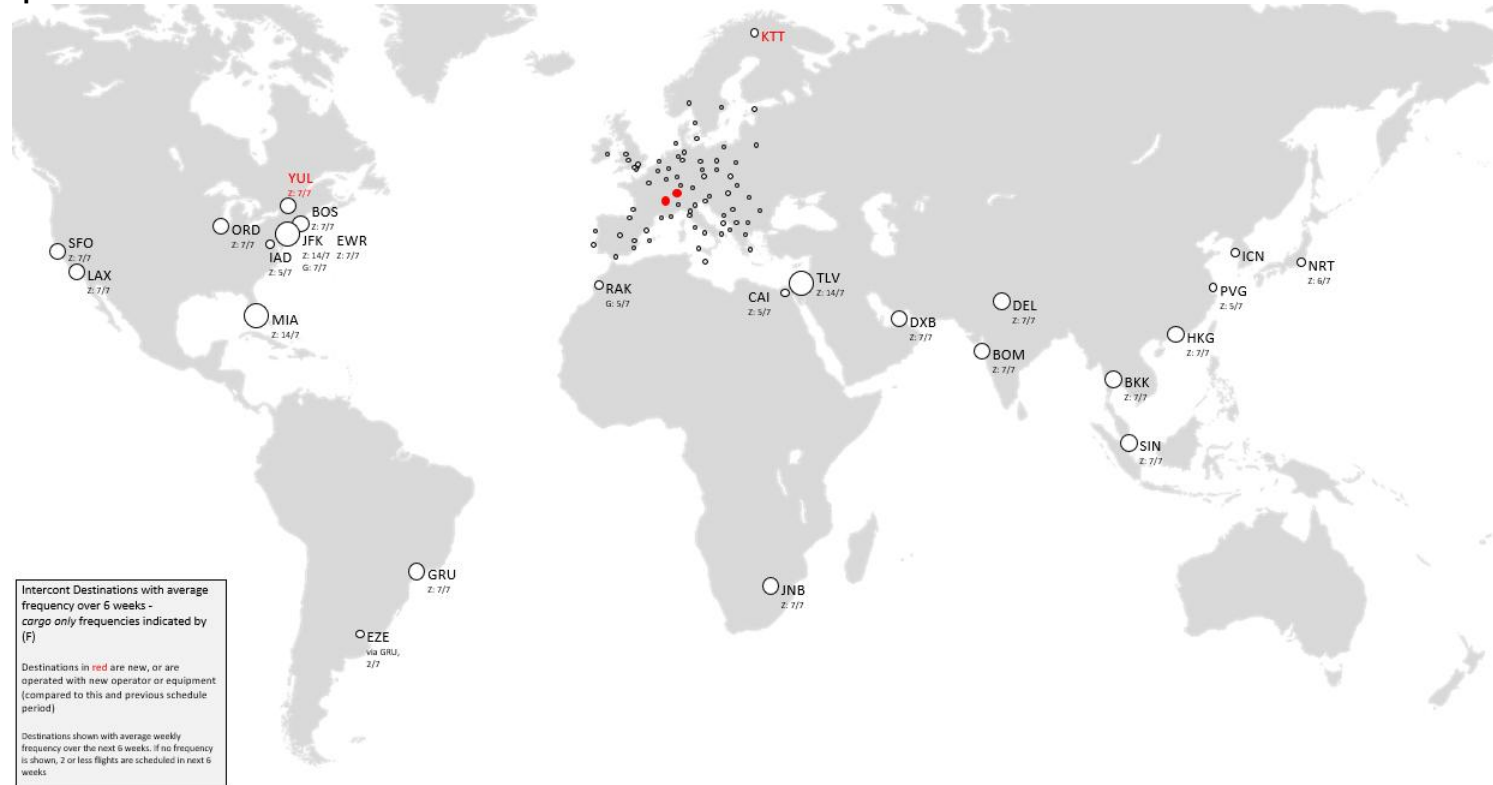 KTT
YUL
Z: 7/7
BOS
Z: 7/7
ORD
Z: 7/7
JFK EWR
Z: 14/7 Z: 7/7
G: 7/7
IAD
Z: 5/7
SFO
Z: 7/7
LAX
Z: 7/7
MIA
Z: 14/7
RAK
G: 5/7
CAI
Z: 5/7
TLV
Z: 14/7
DXB
Z: 7/7
DEL
Z: 7/7
BOM
Z: 7/7
ICN
NRT
Z: 6/7
PVG
Z: 5/7
HKG
Z: 7/7
BKK
Z: 7/7
SIN
Z: 7/7
GRU
Z: 7/7
EZE
via GRU,
2/7
JNB
Z: 7/7
Intercont Destinations with average
frequency over 6 weeks -
cargo only frequencies indicated by
(F)
Destinations in red are new, or are
operated with new operator or equipment
(compared to this and previous schedule
period)
Destinations shown with average weekly
frequency over the next 6 weeks. If no frequency
is shown, 2 or less flights are scheduled in next 6
weeks